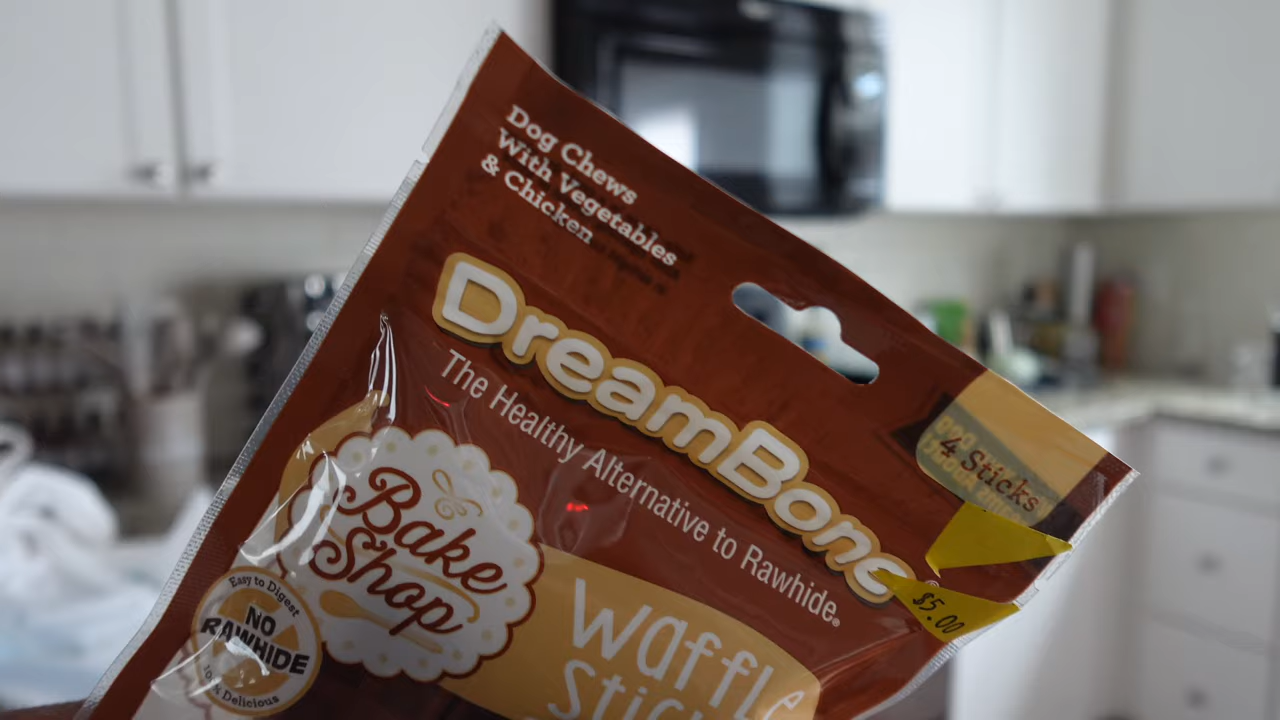 Dog Chews
With Vegetables
& Chicken
DreamBone
®
The Healthy Alternative to Rawhide®
4 Sticks
$5.00
Bake
Shop
Waffle
Easy to Digest
NO
RAWHIDE
100% Delicious